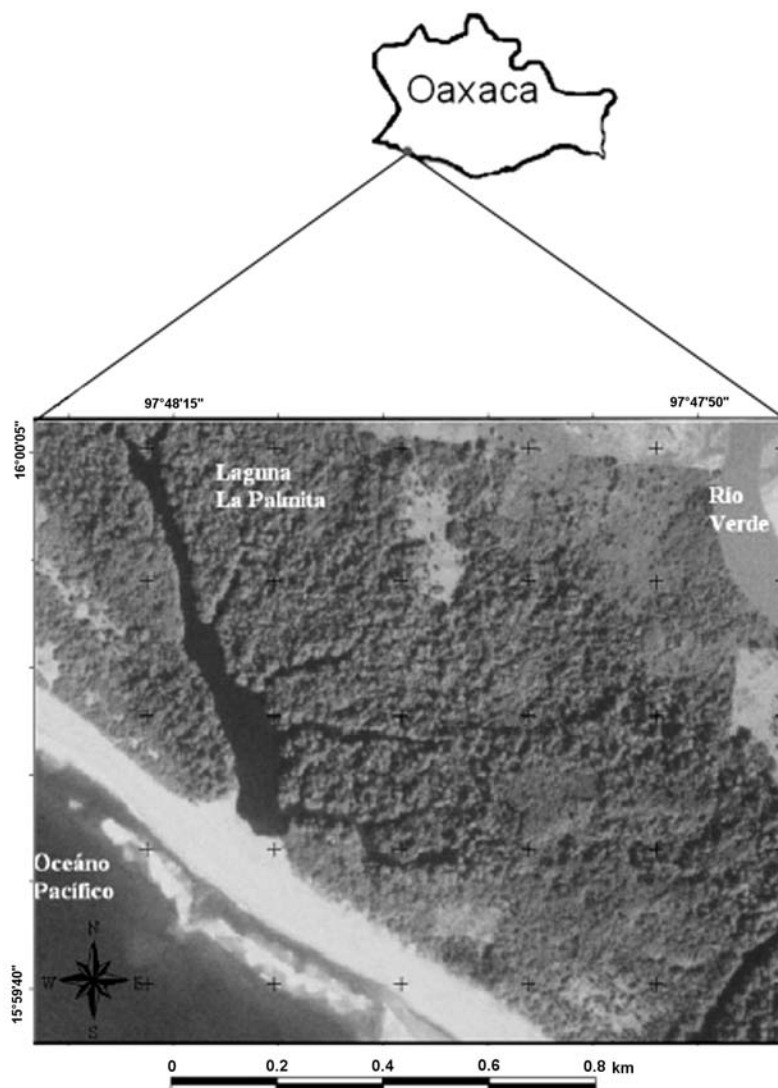 Oaxaca
97°48'15"
97°47'50"
16°00'05"
Laguna
La Palmita
Río
Verde
Oceáno
Pacífico
N
W
E
S
15°59'40"
0
0.2
0.4
0.6
0.8 km